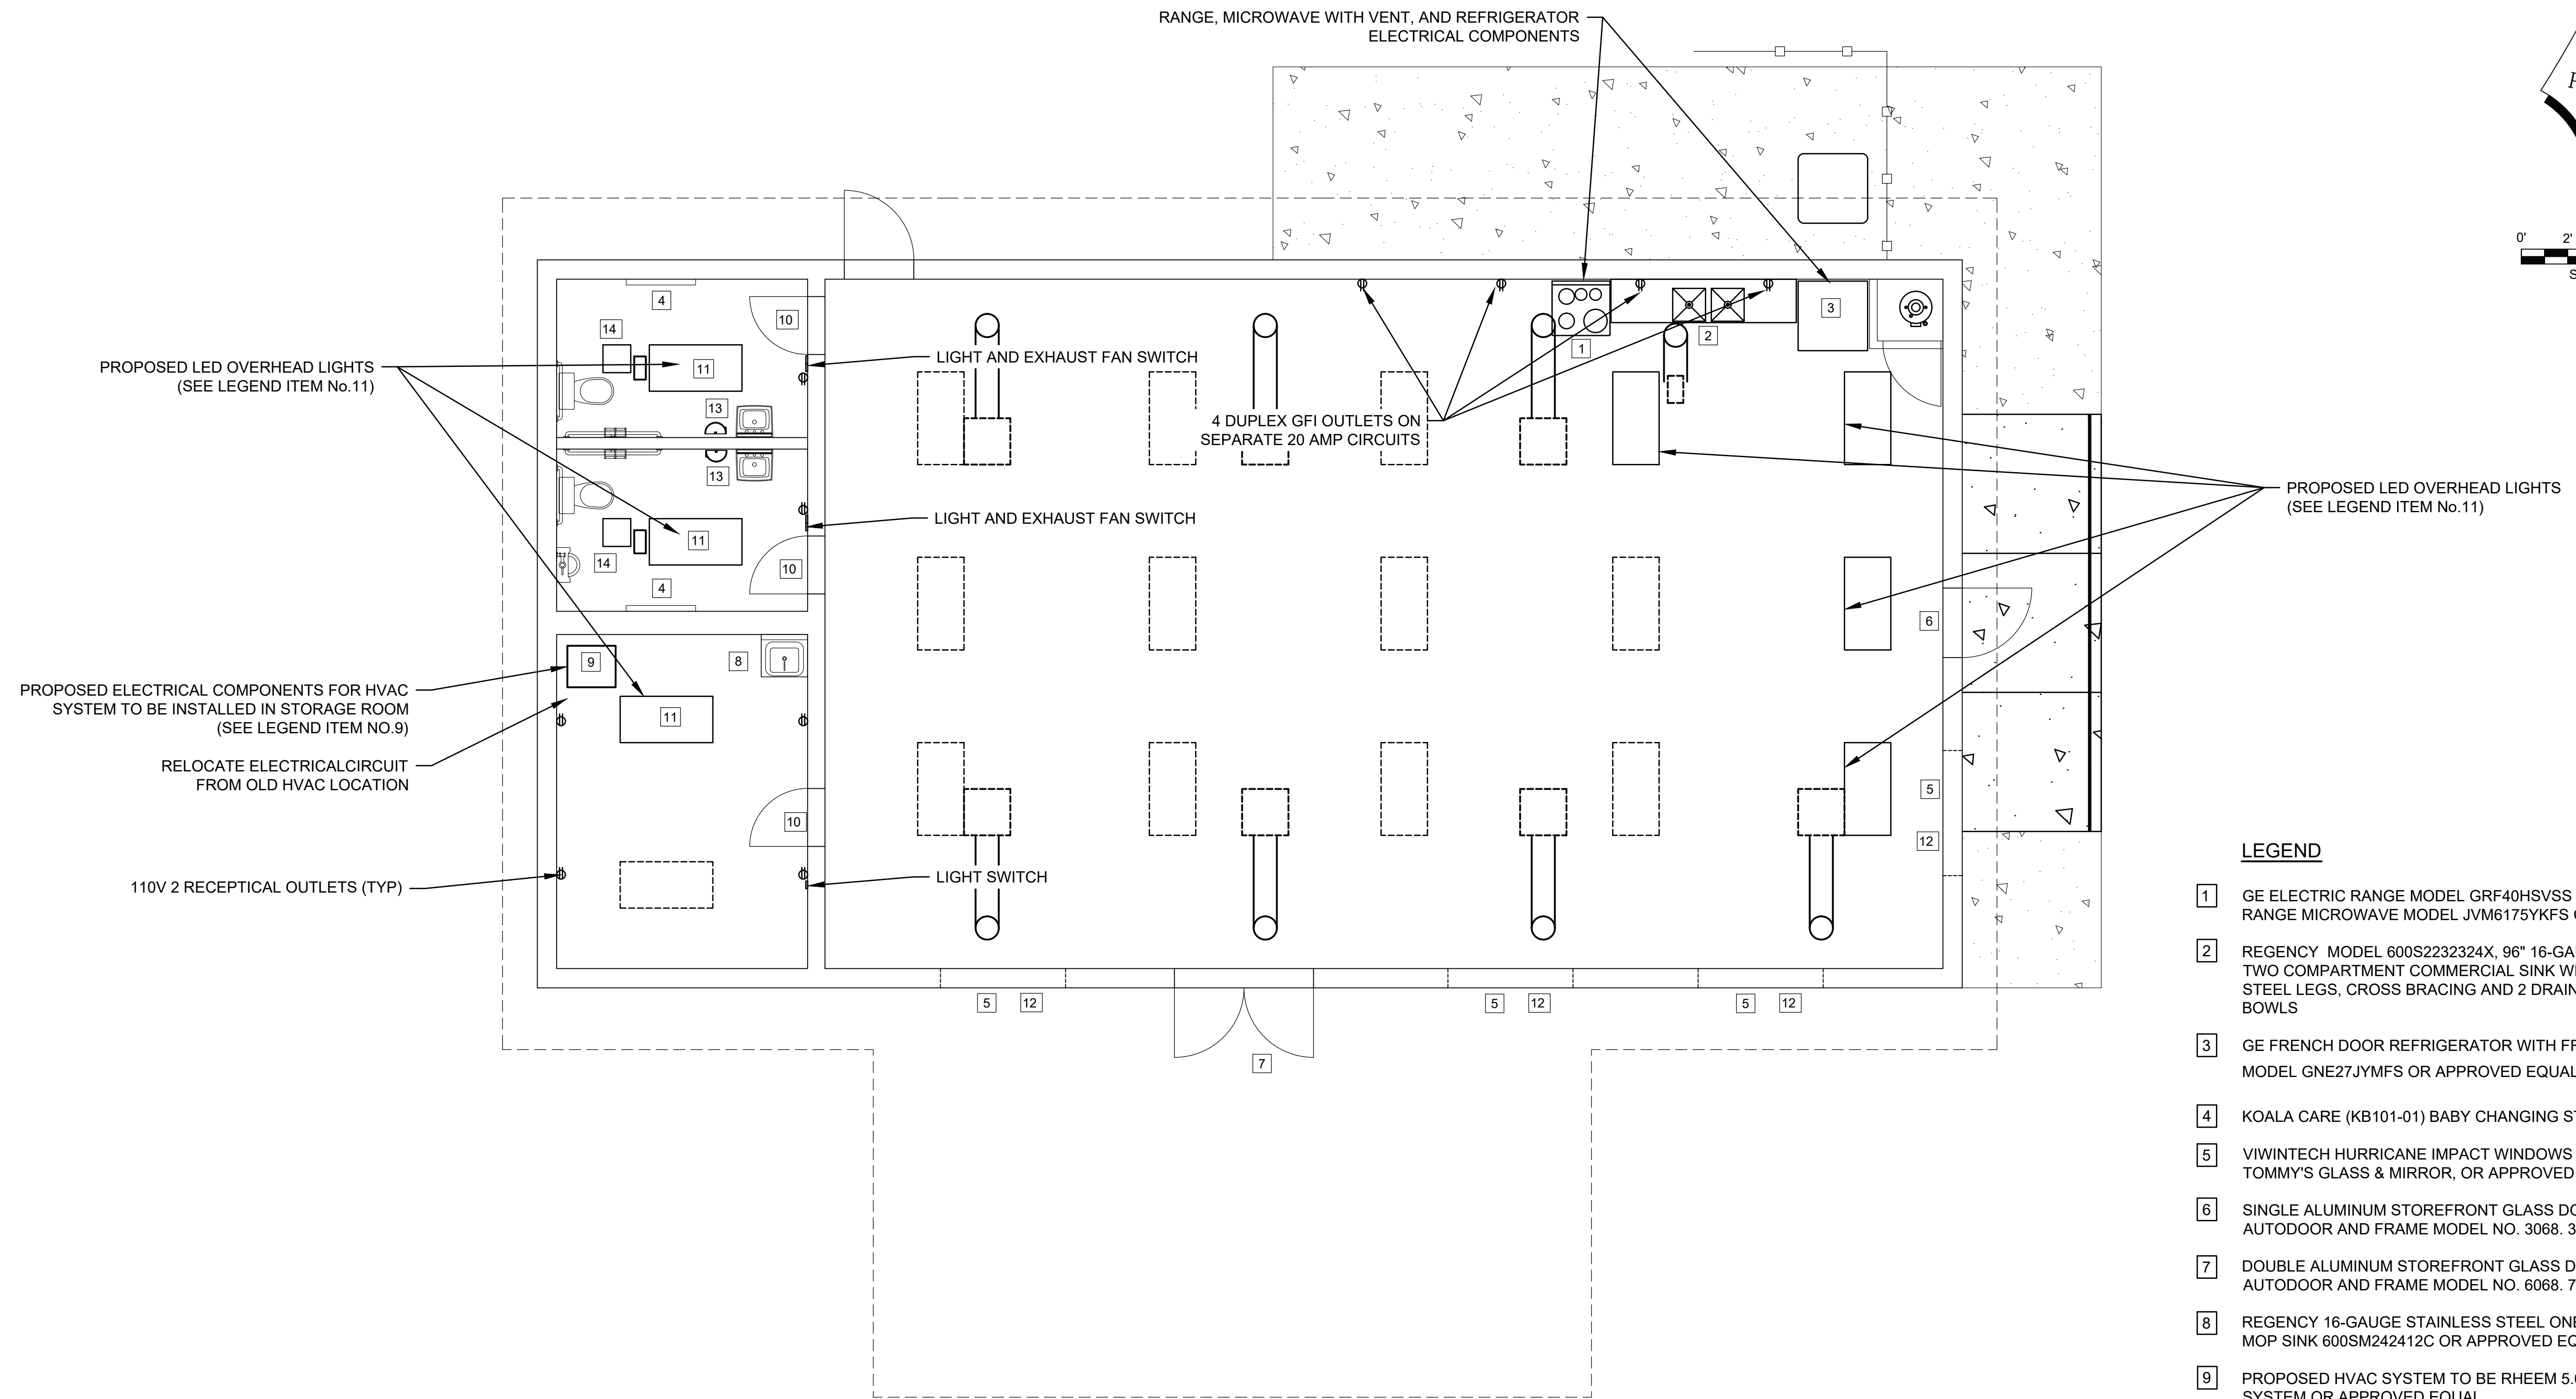 RANGE, MICROWAVE WITH VENT, AND REFRIGERATOR
ELECTRICAL COMPONENTS
0' 2'
4
14
10
11
LIGHT AND EXHAUST FAN SWITCH
PROPOSED LED OVERHEAD LIGHTS
(SEE LEGEND ITEM No.11)
13
1
2
3
4 DUPLEX GFI OUTLETS ON
SEPARATE 20 AMP CIRCUITS
13
PROPOSED LED OVERHEAD LIGHTS
(SEE LEGEND ITEM No.11)
LIGHT AND EXHAUST FAN SWITCH
11
14
10
4
6
9
8
PROPOSED ELECTRICAL COMPONENTS FOR HVAC
SYSTEM TO BE INSTALLED IN STORAGE ROOM
(SEE LEGEND ITEM NO.9)
11
RELOCATE ELECTRICALCIRCUIT
FROM OLD HVAC LOCATION
5
10
12
110V 2 RECEPTICAL OUTLETS (TYP)
LIGHT SWITCH
5 12
5 12
5 12
7
LEGEND
1 GE ELECTRIC RANGE MODEL GRF40HSVSS
RANGE MICROWAVE MODEL JVM6175YKFS
2 REGENCY MODEL 600S2232324X, 96" 16-GA
TWO COMPARTMENT COMMERCIAL SINK
STEEL LEGS, CROSS BRACING AND 2 DRAIN
BOWLS
3 GE FRENCH DOOR REFRIGERATOR WITH
MODEL GNE27JYMFS OR APPROVED EQUAL
4 KOALA CARE (KB101-01) BABY CHANGING
5 VIWINTECH HURRICANE IMPACT WINDOWS
TOMMY'S GLASS & MIRROR, OR APPROVED
6 SINGLE ALUMINUM STOREFRONT GLASS
AUTODOOR AND FRAME MODEL NO. 3068. 3
7 DOUBLE ALUMINUM STOREFRONT GLASS
AUTODOOR AND FRAME MODEL NO. 6068. 7
8 REGENCY 16-GAUGE STAINLESS STEEL
MOP SINK 600SM242412C OR APPROVED
9 PROPOSED HVAC SYSTEM TO BE RHEEM
SYSTEM OR APPROVED EQUAL